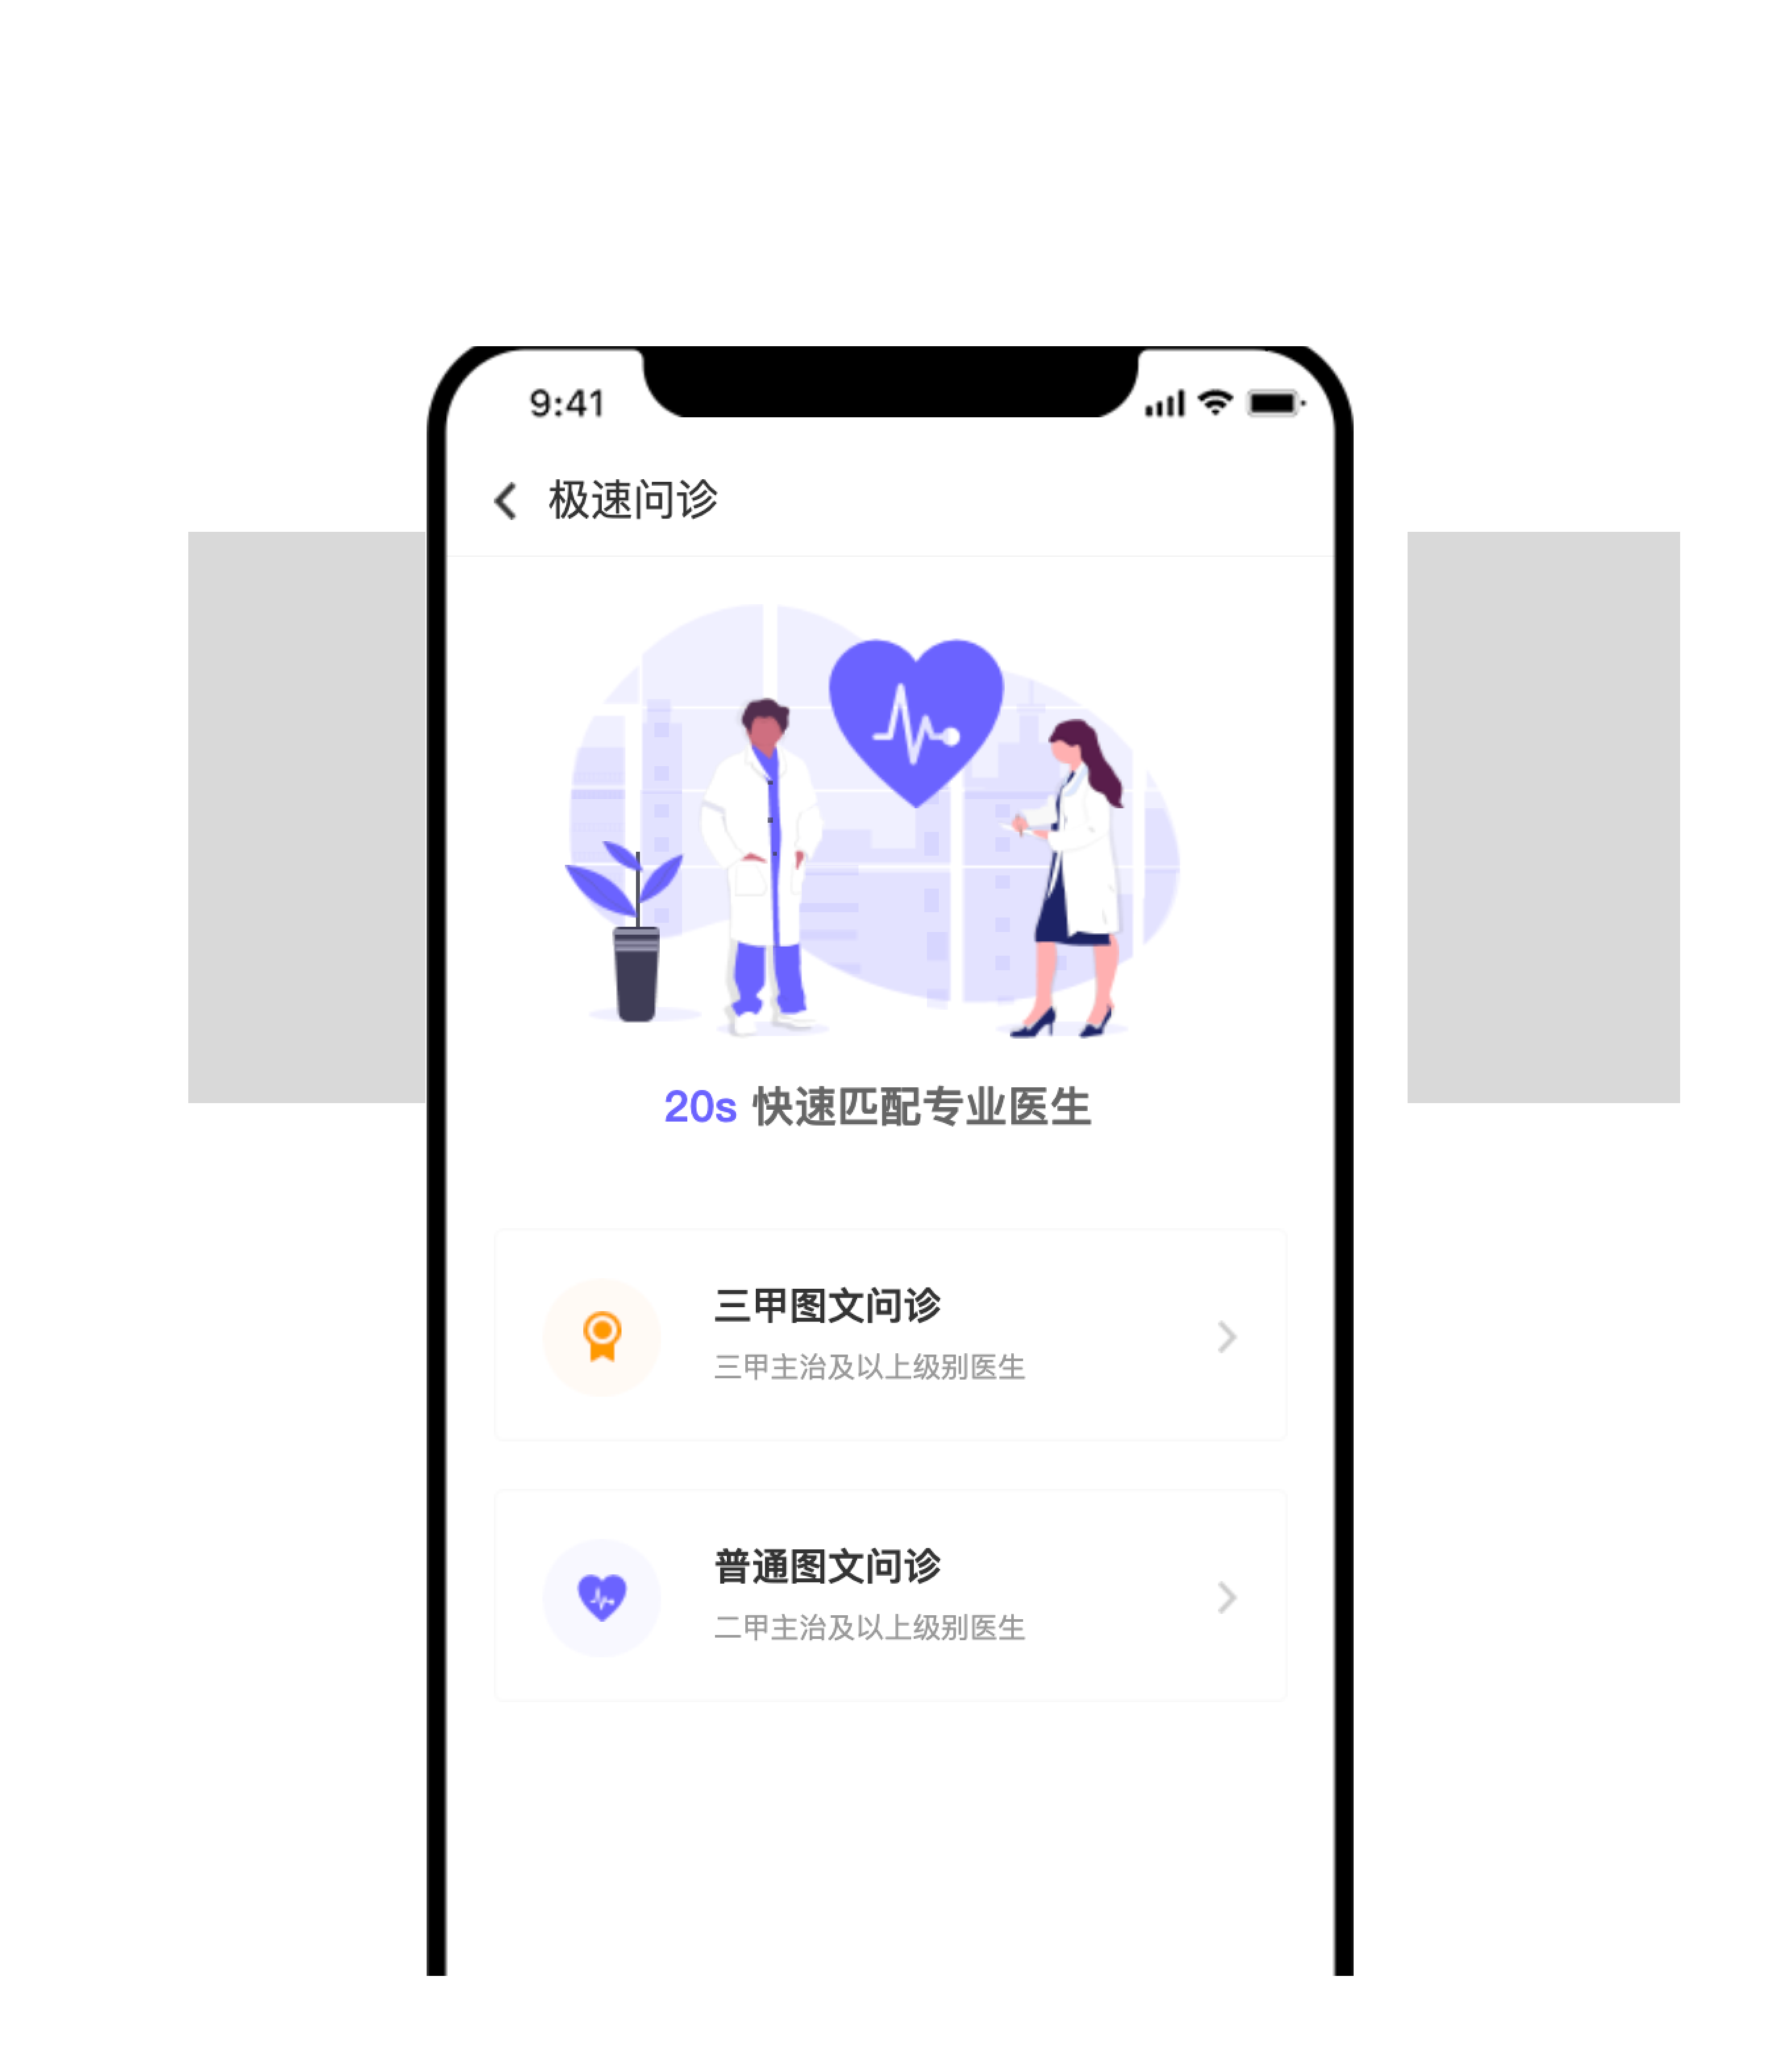 9:41
极速问诊
20s 快速匹配专业医生
三甲图文问诊
三甲主治及以上级别医生
普通图文问诊
二甲主治及以上级别医生